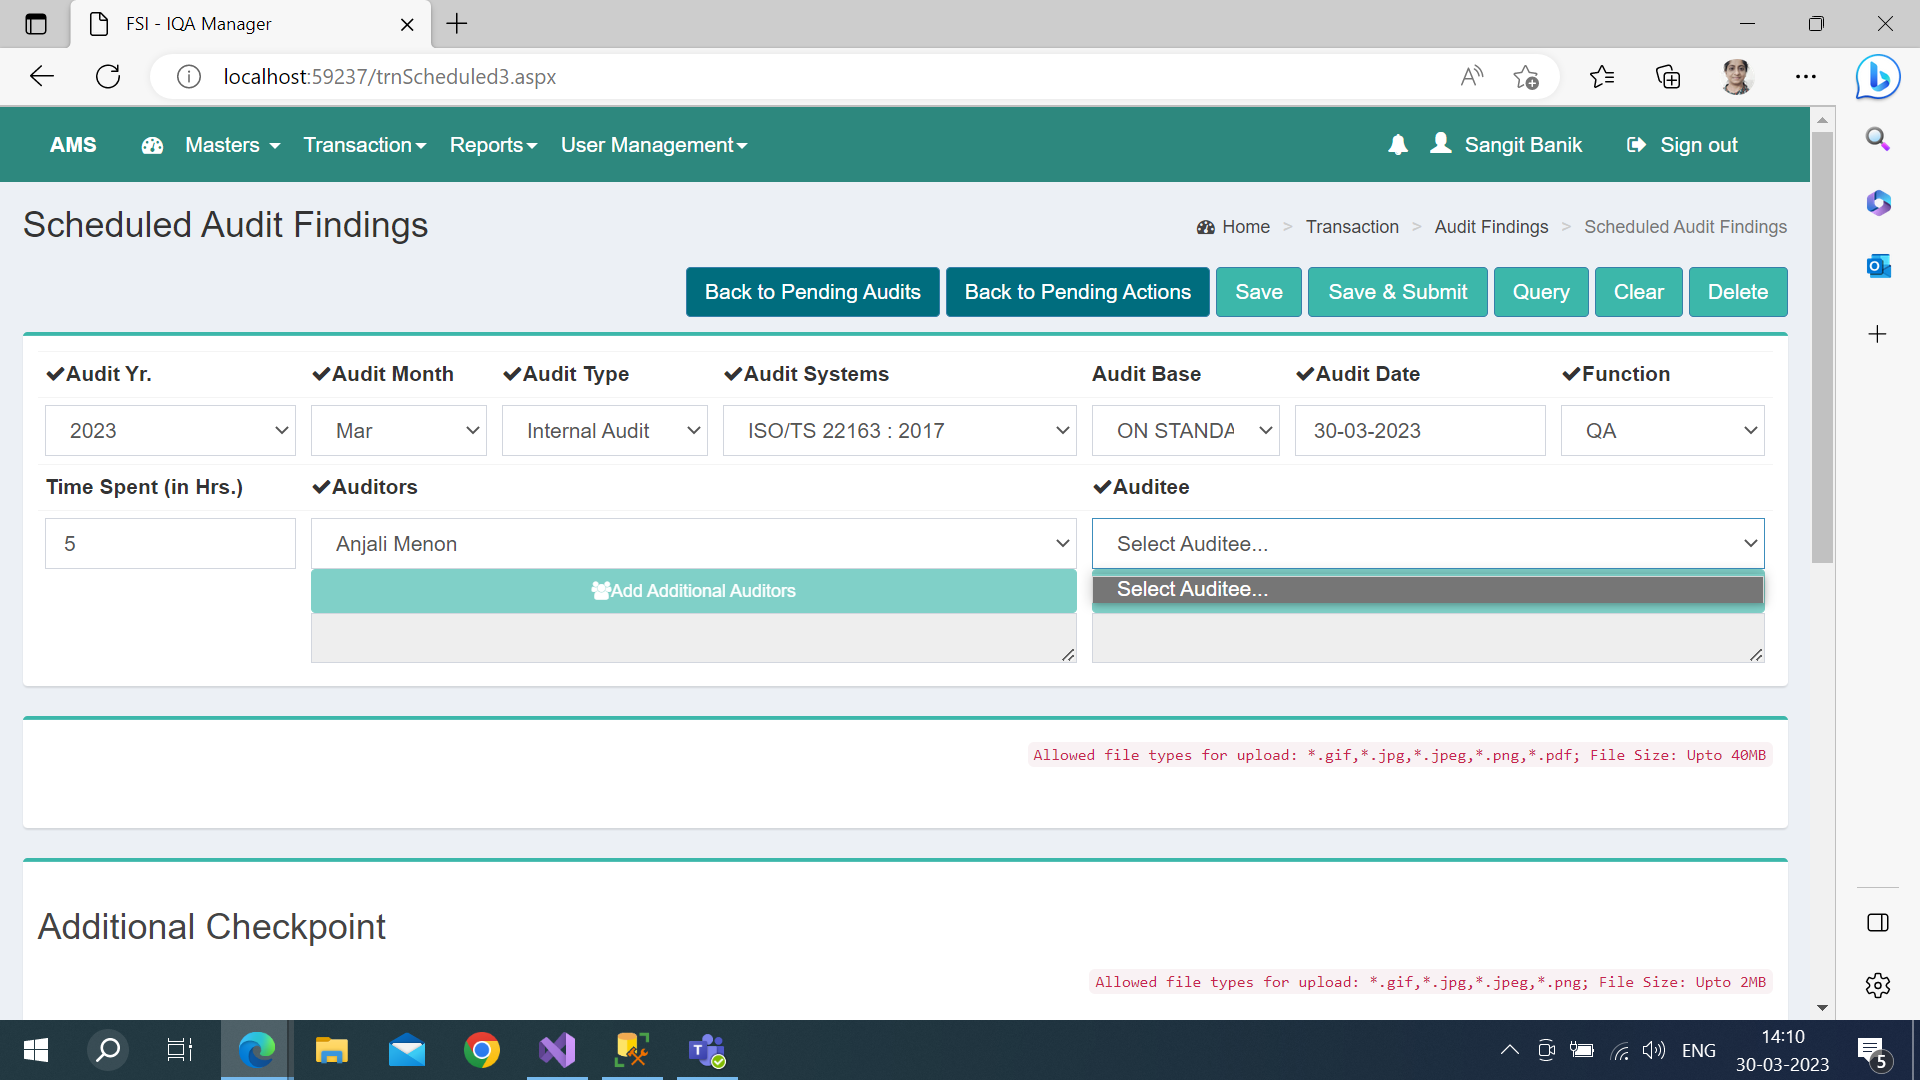 FSI - IQA Manager
localhost:59237/trnScheduled3.aspx
AMS Masters Transaction Reports User Management Sangit Banik Sign out
Scheduled Audit Findings
Home > Transaction > Audit Findings > Scheduled Audit Findings
Back to Pending Audits Back to Pending Actions Save Save & Submit Query Clear Delete
Audit Yr. Audit Month Audit Type Audit Systems Audit Base Audit Date Function
2023 Mar Internal Audit ISO/TS 22163 : 2017 ON STANDA 30-03-2023 QA
Time Spent (in Hrs.) Auditors Auditee
5 Anjali Menon Select Auditee...
Add Additional Auditors Select Auditee...
Allowed file types for upload: *.gif,*.jpg,*.jpeg,*.png,*.pdf; File Size: Upto 40MB
Additional Checkpoint
Allowed file types for upload: *.gif,*.jpg,*.jpeg,*.png; File Size: Upto 2MB
ENG 14:10
30-03-2023 5